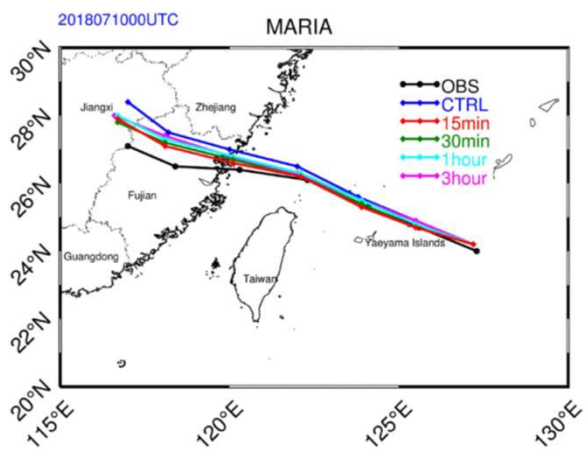 2018071000UTC
MARIA
30°N
28°N
26°N
24°N
22°N
20°N
115°E
120°E
125°E
130°E
Jiangxi
Zhejiang
Fujian
Guangdong
Taiwan
Yaeyama Islands
OBS
CTRL
15min
30min
1hour
3hour